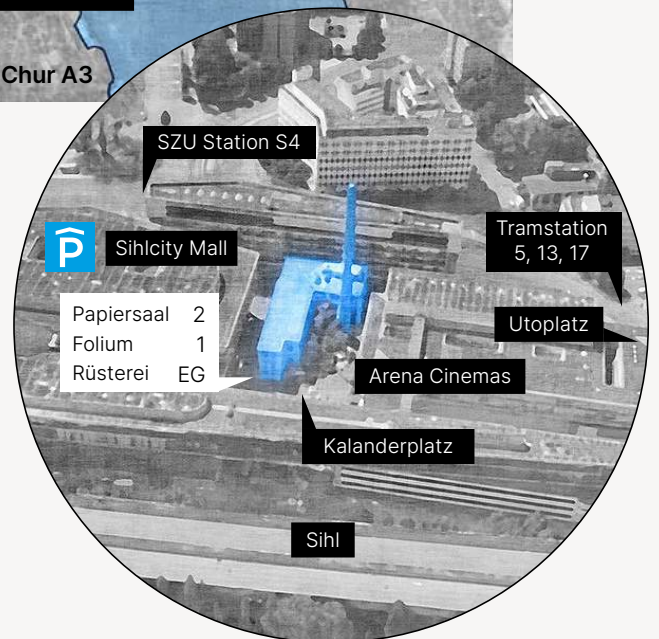 Chur A3
SZU Station S4
P
Sihlcity Mall
Tramstation
5, 13, 17
Papiersaal 2
Folium 1
Rüsterei EG
Utoplatz
Arena Cinemas
Kalanderplatz
Sihl